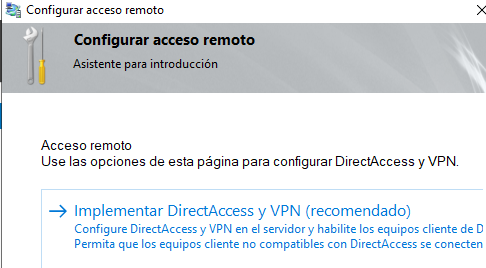 Configurar acceso remoto
Configurar acceso remoto
Asistente para introducción
Acceso remoto
Use las opciones de esta página para configurar DirectAccess y VPN.
Implementar DirectAccess y VPN (recomendado)
Configure DirectAccess y VPN en el servidor y habilite los equipos cliente de D
Permita que los equipos cliente no compatibles con DirectAccess se conecten